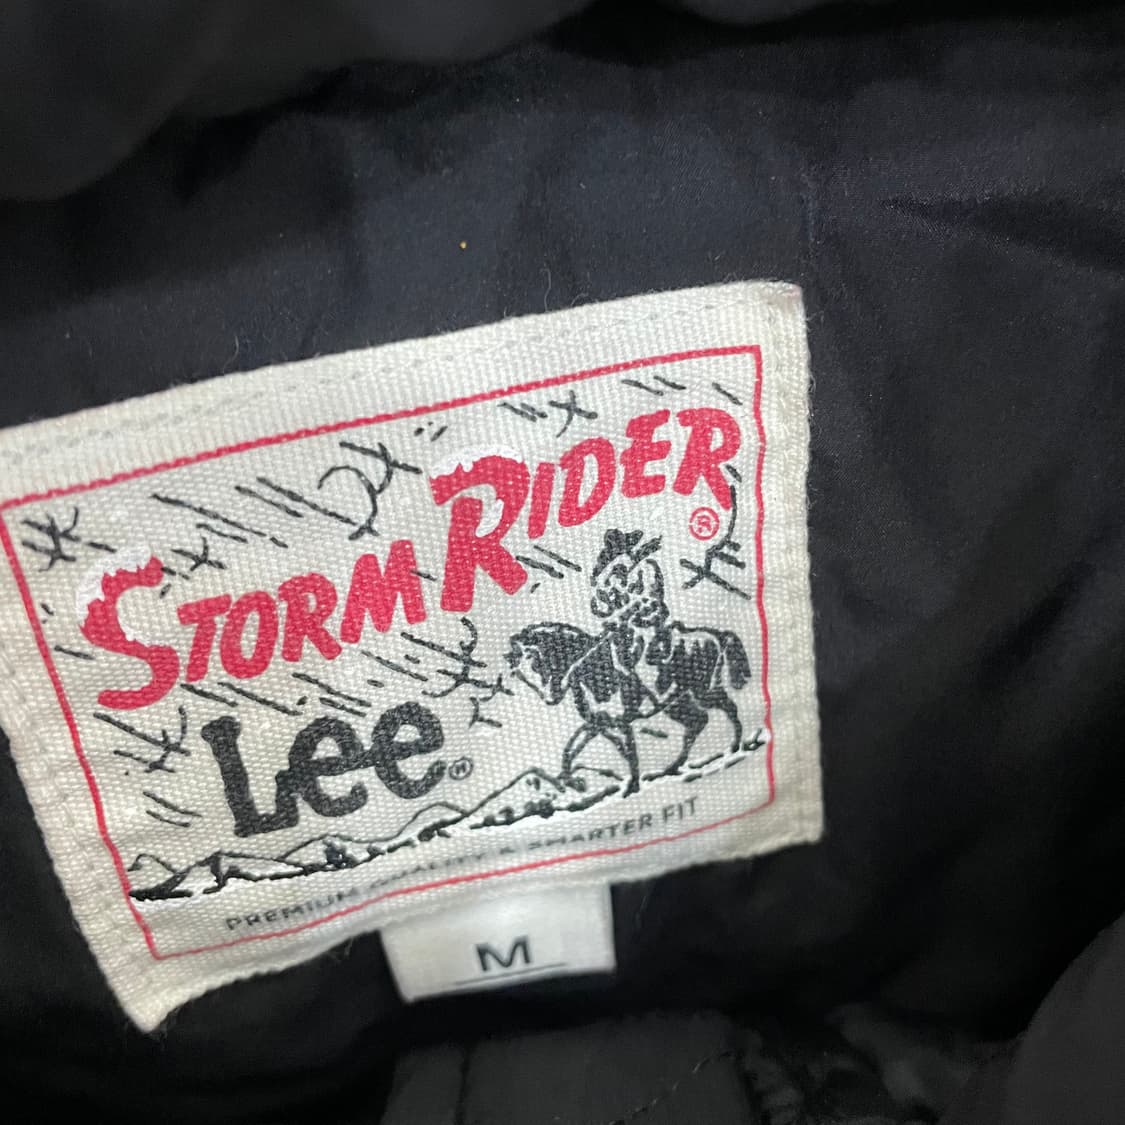 STORM RIDER ®
Lee ®
PREMIUM QUALITY & SMARTER FIT
M